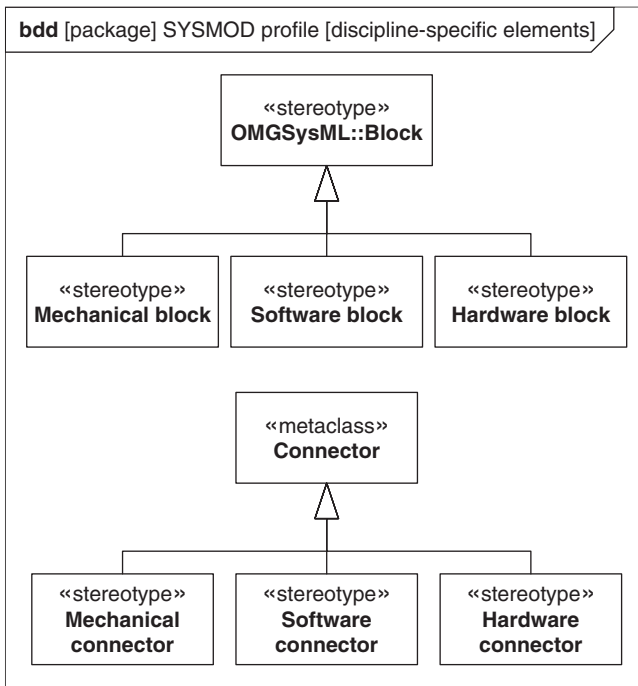 bdd [package] SYSMOD profile [discipline-specific elements]
«stereotype»
OMGSysML::Block
«stereotype»
Mechanical block
«stereotype»
Software block
«stereotype»
Hardware block
«metaclass»
Connector
«stereotype»
Mechanical
connector
«stereotype»
Software
connector
«stereotype»
Hardware
connector